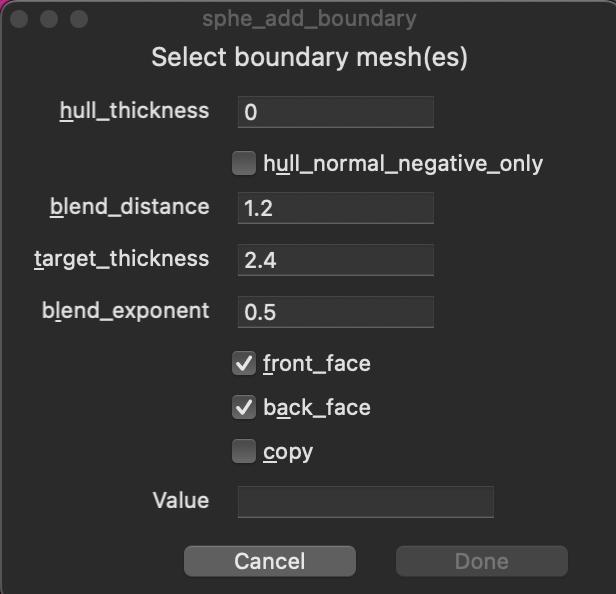 sphe_add_boundary
Select boundary mesh(es)
hull_thickness 0
hull_normal_negative_only
blend_distance 1.2
target_thickness 2.4
blend_exponent 0.5
front_face
back_face
copy
Value
Cancel Done